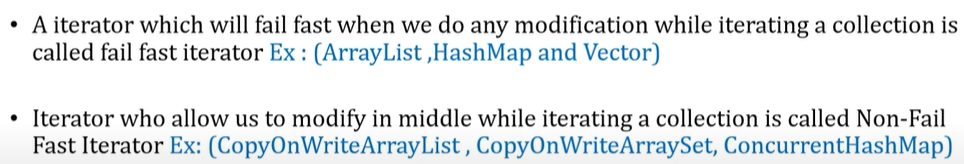 • A iterator which will fail fast when we do any modification while iterating a collection is
called fail fast iterator Ex : (ArrayList ,HashMap and Vector)
• Iterator who allow us to modify in middle while iterating a collection is called Non-Fail
Fast Iterator Ex: (CopyOnWriteArrayList , CopyOnWriteArraySet, ConcurrentHashMap)